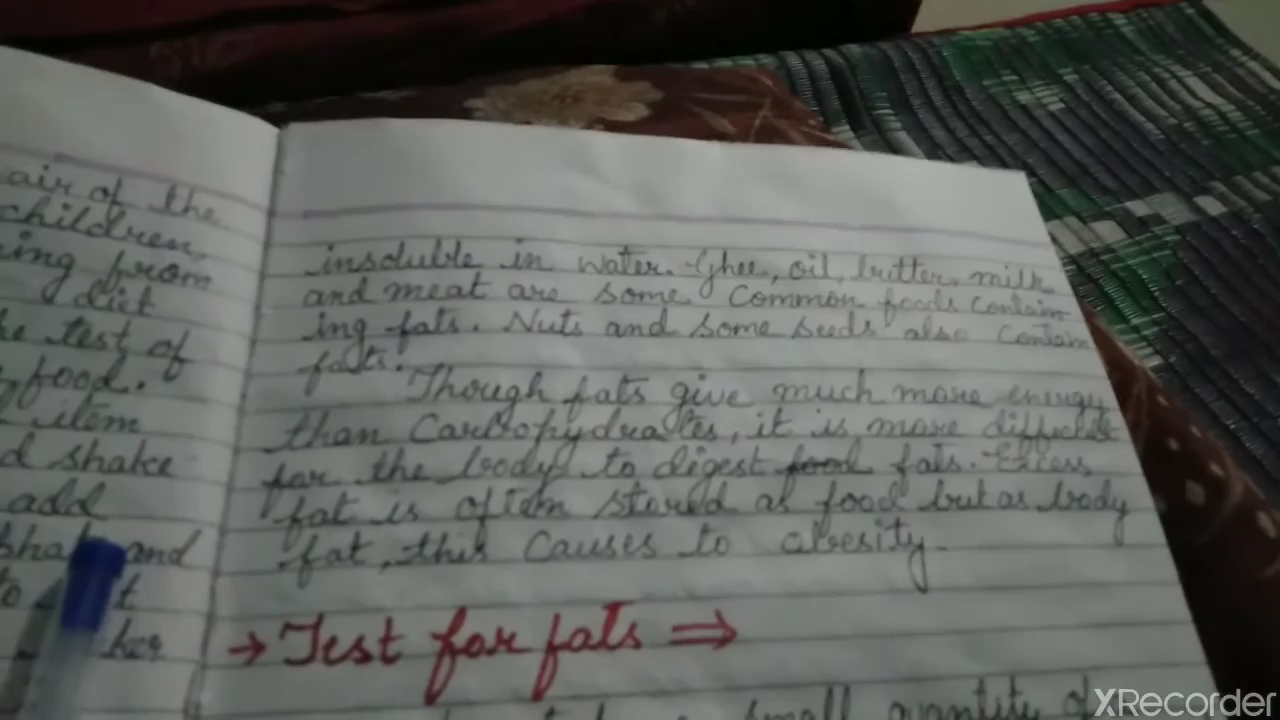 air of the
children,
ing from
diet
he test of
food.
item
d shake
add
and
to
insoluble in water. Ghee, oil, butter, milk
and meat are some Common foods contain
ing fats. Nuts and some seeds also contain
fats.
Though fats give much more energy
than Carbohydrates, it is more difficult
for the body to digest food fats. Excess
fat is often stored as food but as body
fat, this Causes to obesity.
→ Test for fats ⇒
small quantity of
XRecorder